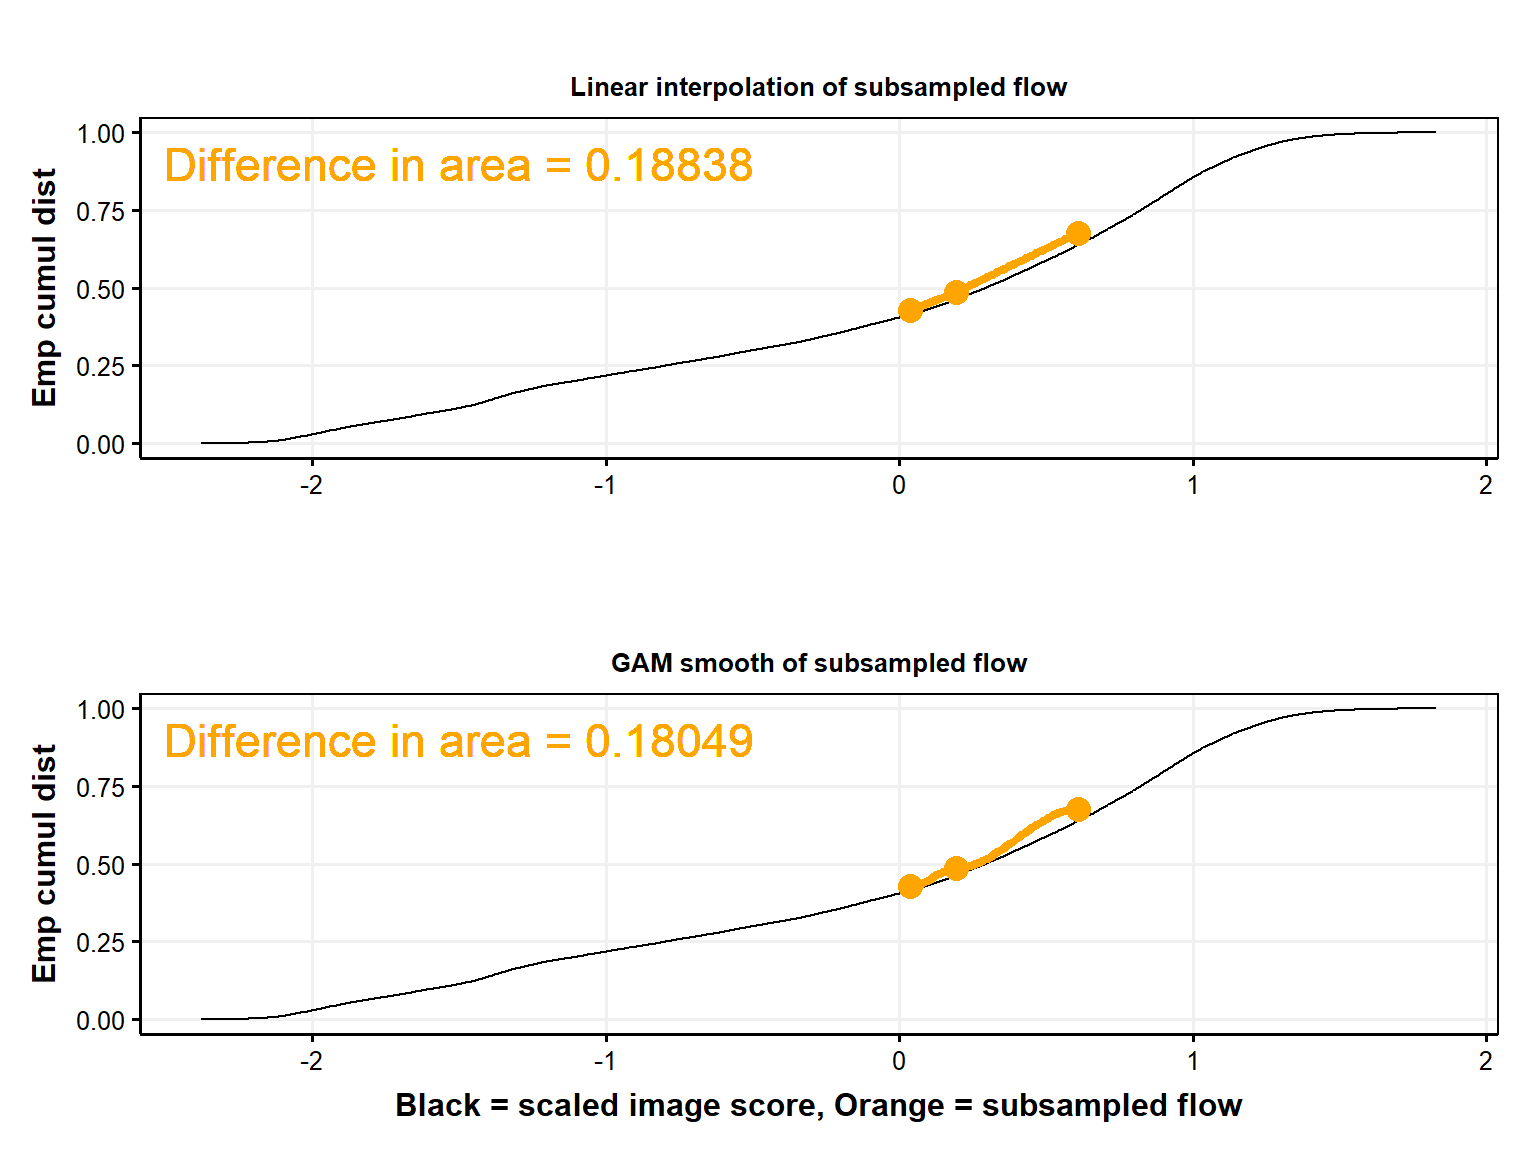 Linear interpolation of subsampled flow
Difference in area = 0.18838
Emp cumul dist
1.00
0.75
0.50
0.25
0.00
-2 -1 0 1 2
GAM smooth of subsampled flow
Difference in area = 0.18049
Emp cumul dist
1.00
0.75
0.50
0.25
0.00
-2 -1 0 1 2
Black = scaled image score, Orange = subsampled flow